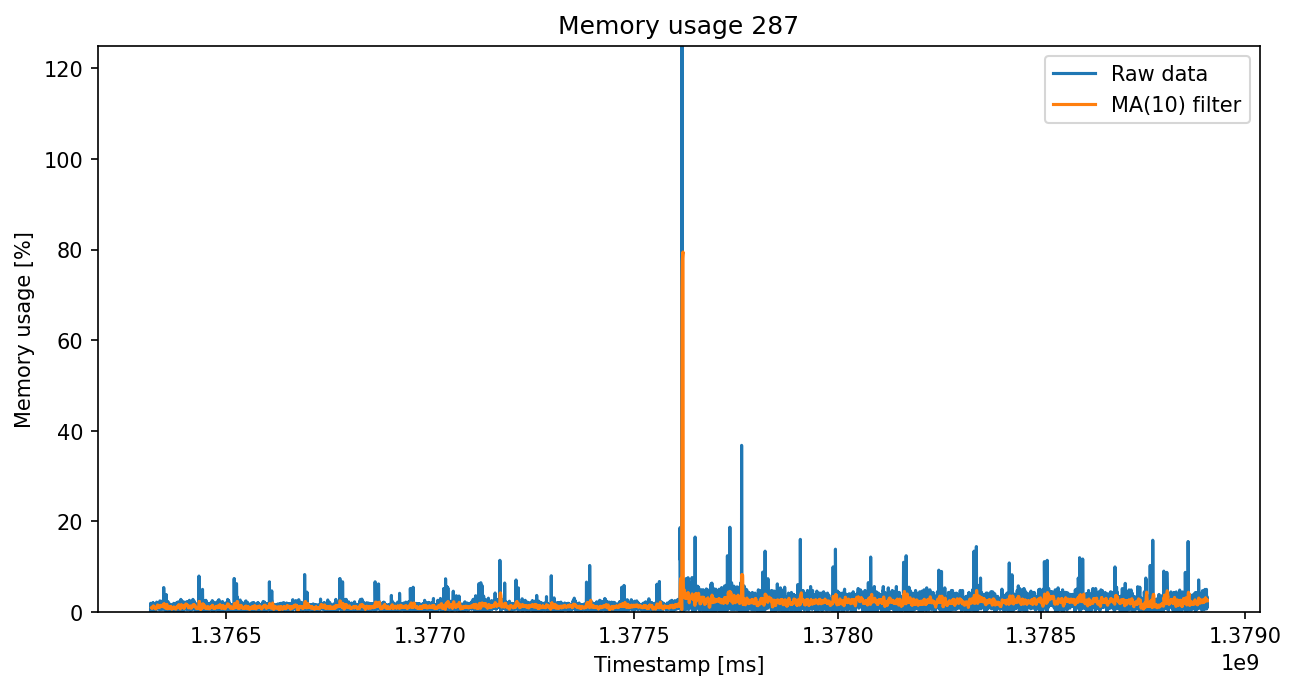 Memory usage 287
Raw data
MA(10) filter
Memory usage [%]
120
100
80
60
40
20
0
1.3765 1.3770 1.3775 1.3780 1.3785 1.3790
1e9
Timestamp [ms]